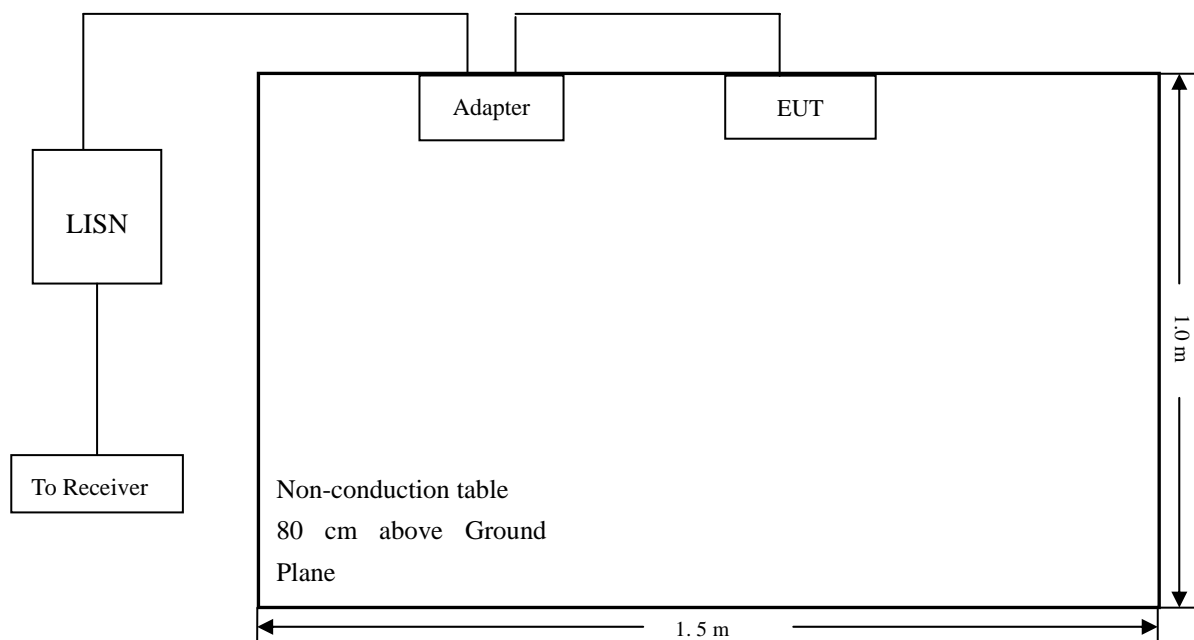 Adapter
EUT
LISN
To Receiver
Non-conduction table
80 cm above Ground
Plane
1.0 m
1. 5 m